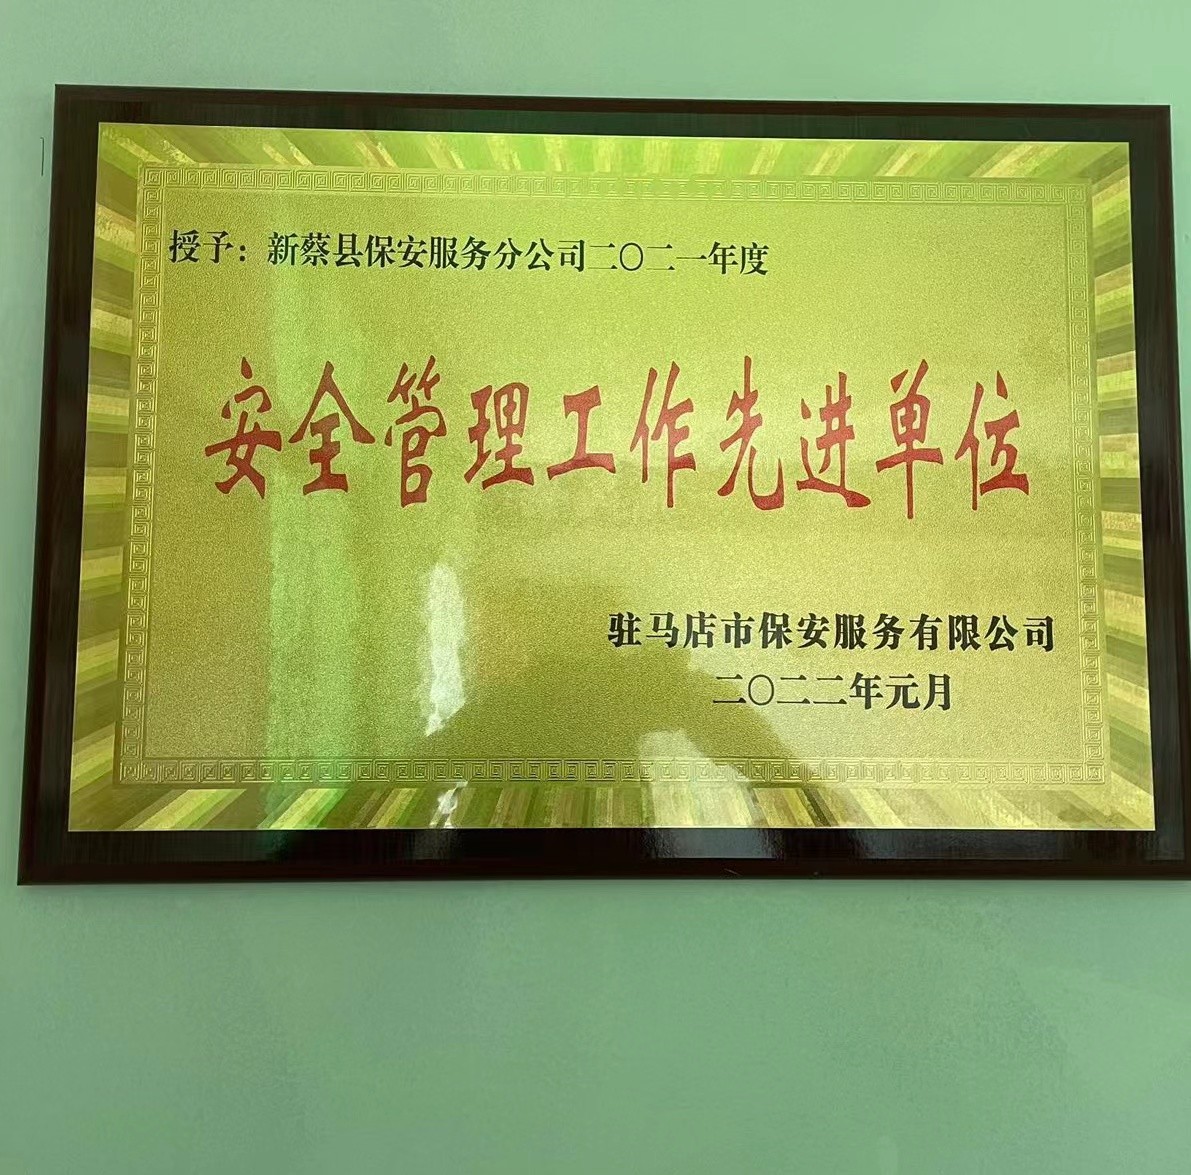 授予：新蔡县保安服务分公司二〇二一年度
安全管理工作先进单位
驻马店市保安服务有限公司
二〇二二年元月